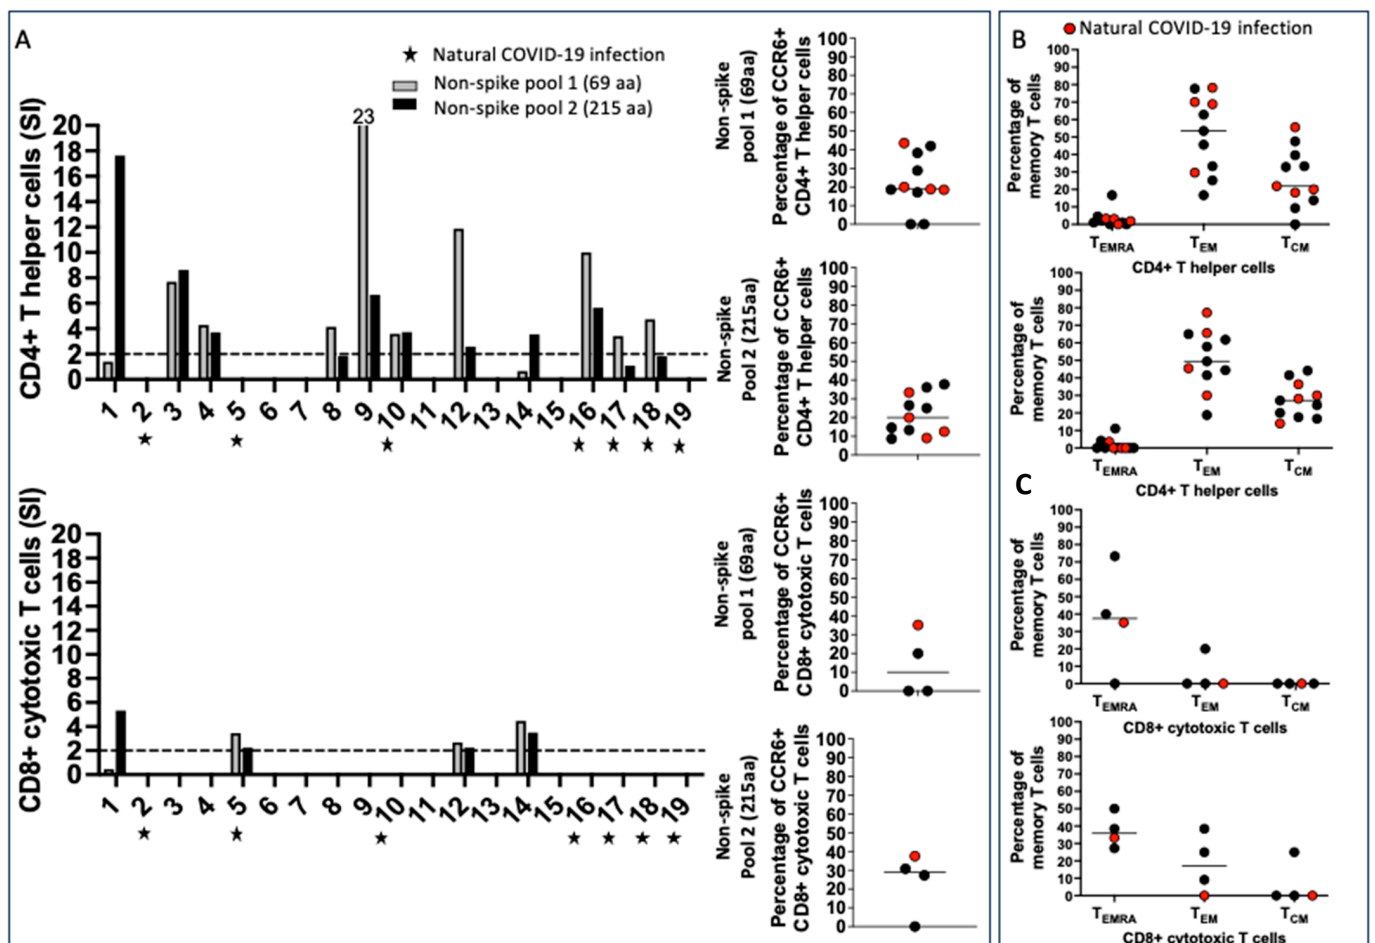 A
★ Natural COVID-19 infection
Non-spike pool 1 (69 aa)
Non-spike pool 2 (215 aa)
CD4+ T helper cells (SI)
23
20
18
16
14
12
10
8
6
4
2
0
1 2 3 4 5 6 7 8 9 10 11 12 13 14 15 16 17 18 19
★ ★ ★ ★ ★ ★ ★
CD8+ cytotoxic T cells (SI)
20
18
16
14
12
10
8
6
4
2
0
1 2 3 4 5 6 7 8 9 10 11 12 13 14 15 16 17 18 19
★ ★ ★ ★ ★ ★ ★
Non-spike
pool 1 (69aa)
Percentage of CCR6+
CD4+ T helper cells
100
90
80
70
60
50
40
30
20
10
0
Non-spike
Pool 2 (215aa)
Percentage of CCR6+
CD4+ T helper cells
100
90
80
70
60
50
40
30
20
10
0
Non-spike
pool 1 (69aa)
Percentage of CCR6+
CD8+ cytotoxic T cells
100
90
80
70
60
50
40
30
20
10
0
Non-spike
Pool 2 (215aa)
Percentage of CCR6+
CD8+ cytotoxic T cells
100
90
80
70
60
50
40
30
20
10
0
B
Natural COVID-19 infection
Percentage of
memory T cells
100
90
80
70
60
50
40
30
20
10
0
TEMRA TEM TCM
CD4+ T helper cells
Percentage of
memory T cells
100
90
80
70
60
50
40
30
20
10
0
TEMRA TEM TCM
CD4+ T helper cells
C
Percentage of
memory T cells
100
90
80
70
60
50
40
30
20
10
0
TEMRA TEM TCM
CD8+ cytotoxic T cells
Percentage of
memory T cells
100
90
80
70
60
50
40
30
20
10
0
TEMRA TEM TCM
CD8+ cytotoxic T cells